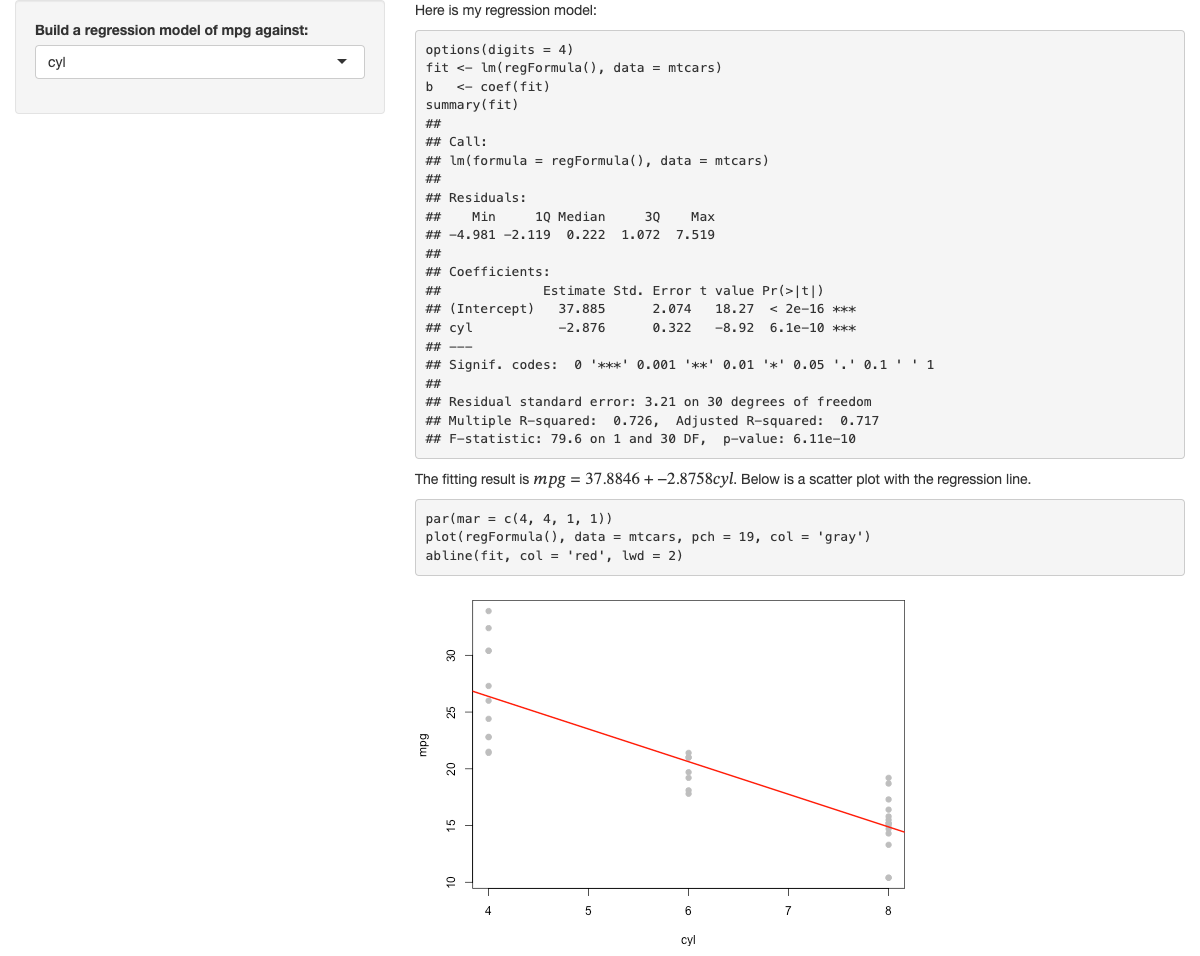 Build a regression model of mpg against:
cyl
Here is my regression model:
options(digits = 4)
fit <- lm(regFormula(), data = mtcars)
b   <- coef(fit)
summary(fit)
##
## Call:
## lm(formula = regFormula(), data = mtcars)
##
## Residuals:
##    Min     1Q Median     3Q    Max
## -4.981 -2.119  0.222  1.072  7.519
##
## Coefficients:
##             Estimate Std. Error t value Pr(>|t|)
## (Intercept)   37.885      2.074   18.27  < 2e-16 ***
## cyl           -2.876      0.322   -8.92  6.1e-10 ***
## ---
## Signif. codes:  0 '***' 0.001 '**' 0.01 '*' 0.05 '.' 0.1 ' ' 1
##
## Residual standard error: 3.21 on 30 degrees of freedom
## Multiple R-squared:  0.726,  Adjusted R-squared:  0.717
## F-statistic: 79.6 on 1 and 30 DF,  p-value: 6.11e-10
The fitting result is mpg = 37.8846 + −2.8758cyl. Below is a scatter plot with the regression line.
par(mar = c(4, 4, 1, 1))
plot(regFormula(), data = mtcars, pch = 19, col = 'gray')
abline(fit, col = 'red', lwd = 2)
30
25
20
15
10
mpg
4 5 6 7 8
cyl